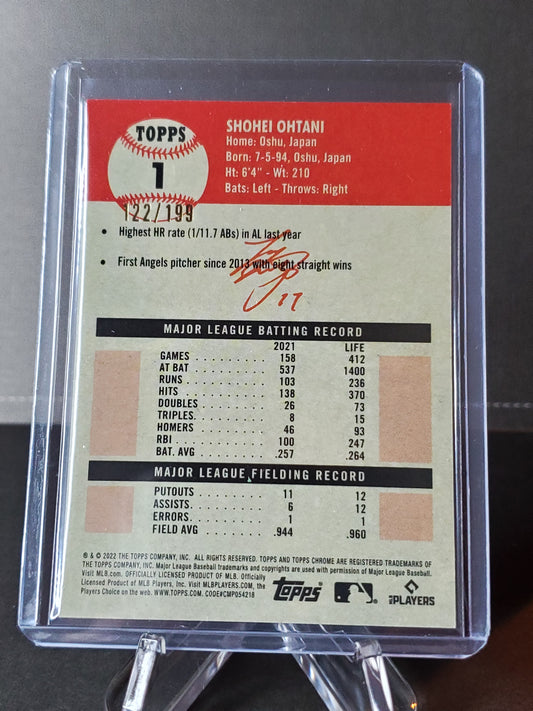 TOPPS
1
122/199
SHOHEI OHTANI
Home: Oshu, Japan
Born: 7-5-94, Oshu, Japan
Ht: 6'4" - Wt: 210
Bats: Left - Throws: Right
• Highest HR rate (1/11.7 ABs) in AL last year
• First Angels pitcher since 2013 with eight straight wins
17
MAJOR LEAGUE BATTING RECORD
2021 LIFE
GAMES . . . . . . . . . 158 412
AT BAT . . . . . . . . . 537 1400
RUNS . . . . . . . . . 103 236
HITS . . . . . . . . . 138 370
DOUBLES . . . . . . . . 26 73
TRIPLES. . . . . . . . . 8 15
HOMERS . . . . . . . . 46 93
RBI . . . . . . . . . 100 247
BAT. AVG . . . . . . . .257 .264
MAJOR LEAGUE FIELDING RECORD
PUTOUTS . . . . . . . . 11 12
ASSISTS. . . . . . . . . 6 12
ERRORS. . . . . . . . . 1 1
FIELD AVG . . . . . . . .944 .960
® & © 2022 THE TOPPS COMPANY, INC. ALL RIGHTS RESERVED. TOPPS AND TOPPS CHROME ARE REGISTERED TRADEMARKS OF
THE TOPPS COMPANY, INC. Major League Baseball trademarks and copyrights are used with permission of Major League Baseball.
Visit MLB.com. OFFICIALLY LICENSED PRODUCT OF MLB. Officially
Licensed Product of MLB Players, Inc. Visit MLBPLAYERS.com, the
Players Choice on the web. WWW.TOPPS.COM. CODE#CMP054218
Topps
MLB PLAYERS